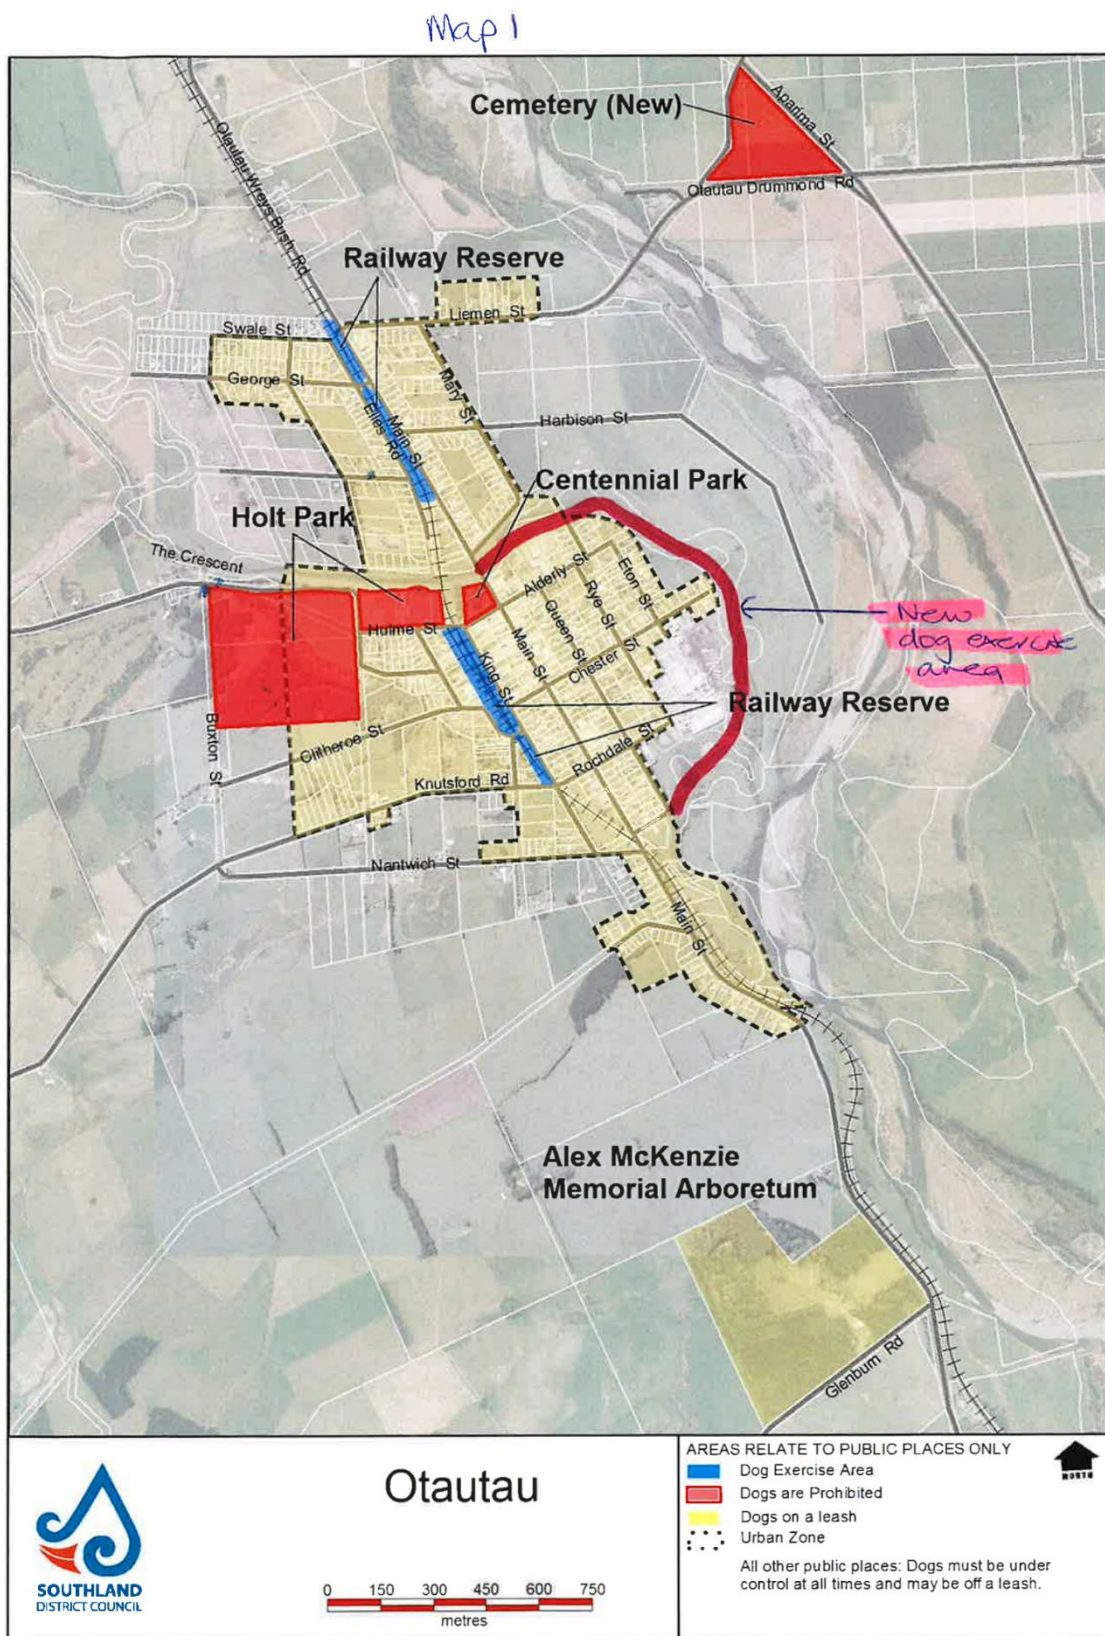 Map 1
Cemetery (New)
Aparima St
Otautau Drummond Rd
Otautau Wreys Bush Rd
Railway Reserve
Liemen St
Swale St
George St
Mary St
Main St
Elles Rd
Harbison St
Centennial Park
Holt Park
The Crescent
Alderly St
Eton St
Rye St
Queen St
Hulme St
Main St
King St
Chester St
New
dog exercise
area
Railway Reserve
Buxton St
Clitheroe St
Rochdale St
Knutsford Rd
Nantwich St
Main St
Alex McKenzie
Memorial Arboretum
Glenburn Rd
SOUTHLAND
DISTRICT COUNCIL
Otautau
0 150 300 450 600 750
metres
AREAS RELATE TO PUBLIC PLACES ONLY
Dog Exercise Area
Dogs are Prohibited
Dogs on a leash
Urban Zone
All other public places: Dogs must be under
control at all times and may be off a leash.
NORTH